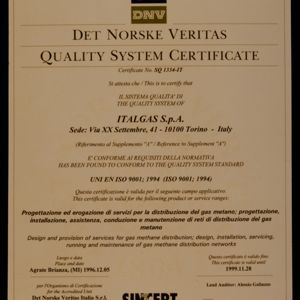 DNV
DET NORSKE VERITAS
QUALITY SYSTEM CERTIFICATE
Certificate No. SQ 1354-IT
Si attesta che / This is to certify that
IL SISTEMA QUALITA' DI
THE QUALITY SYSTEM OF
ITALGAS S.p.A.
Sede: Via XX Settembre, 41 - 10100 Torino - Italy
(Riferimento al Supplemento "A" / Reference to Supplement "A")
E' CONFORME AI REQUISITI DELLA NORMATIVA
HAS BEEN FOUND TO CONFORM TO THE QUALITY SYSTEM STANDARD
UNI EN ISO 9001; 1994 (ISO 9001; 1994)
Questa certificazione è valida per il seguente campo applicativo:
This certificate is valid for the following product or service ranges:
Progettazione ed erogazione di servizi per la distribuzione del gas metano; progettazione,
installazione, assistenza, conduzione e manutenzione di reti di distribuzione del gas
metano
Design and provision of services for gas methane distribution; design, installation, servicing,
running and maintenance of gas methane distribution networks
Luogo e data
Place and date
Agrate Brianza, (MI) 1996.12.05
Questo certificato è valido fino
This certificate is valid until
1999.11.28
per l'Organismo di Certificazione
for the Accredited Unit
Det Norske Veritas Italia S.r.l.
SINCERT
Lead Auditor: Alessio Galazzo